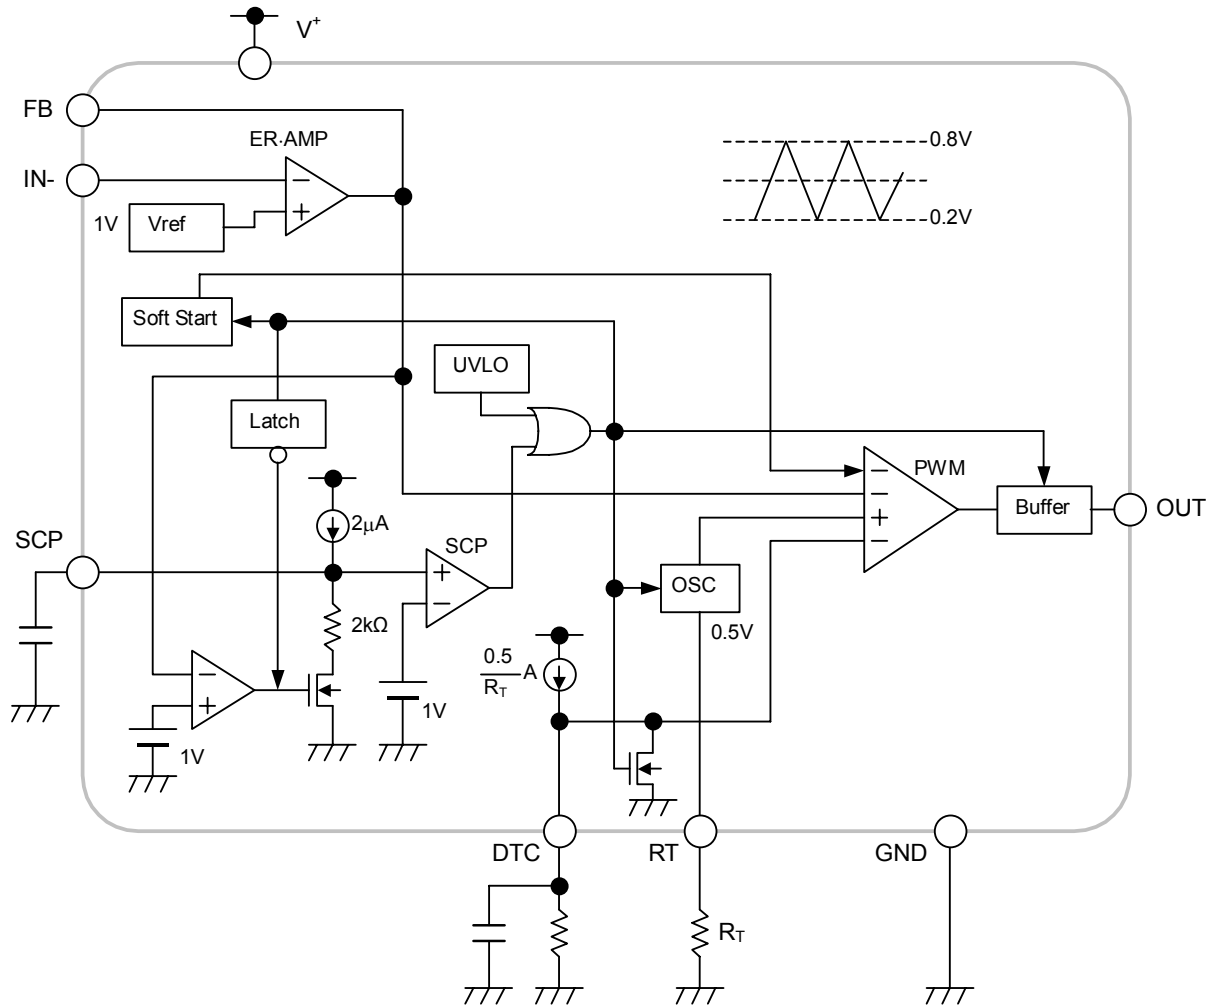 V⁺
FB
ER·AMP
0.8V
IN-
1V
Vref
0.2V
Soft Start
UVLO
Latch
PWM
Buffer
OUT
2μA
SCP
SCP
OSC
2kΩ
0.5V
0.5
A
R_T
1V
1V
DTC
RT
GND
R_T
− + + − − + − − + −